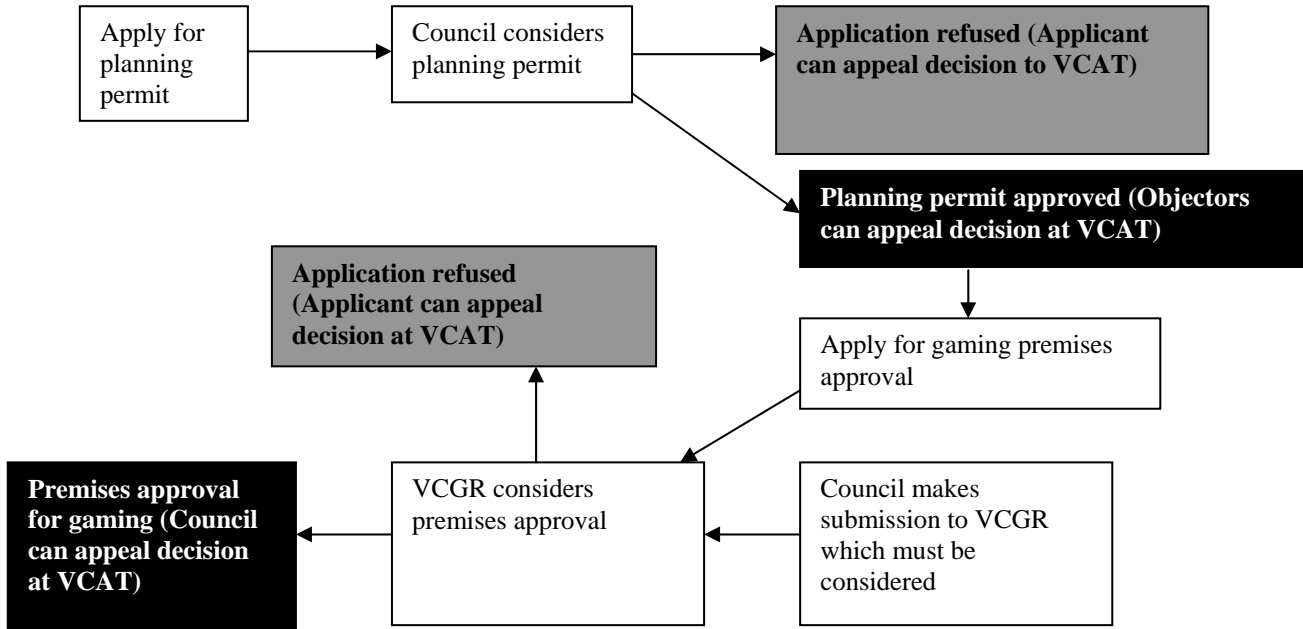 Apply for
planning
permit
Council considers
planning permit
Application refused (Applicant
can appeal decision to VCAT)
Planning permit approved (Objectors
can appeal decision at VCAT)
Application refused
(Applicant can appeal
decision at VCAT)
Apply for gaming premises
approval
Premises approval
for gaming (Council
can appeal decision
at VCAT)
VCGR considers
premises approval
Council makes
submission to VCGR
which must be
considered